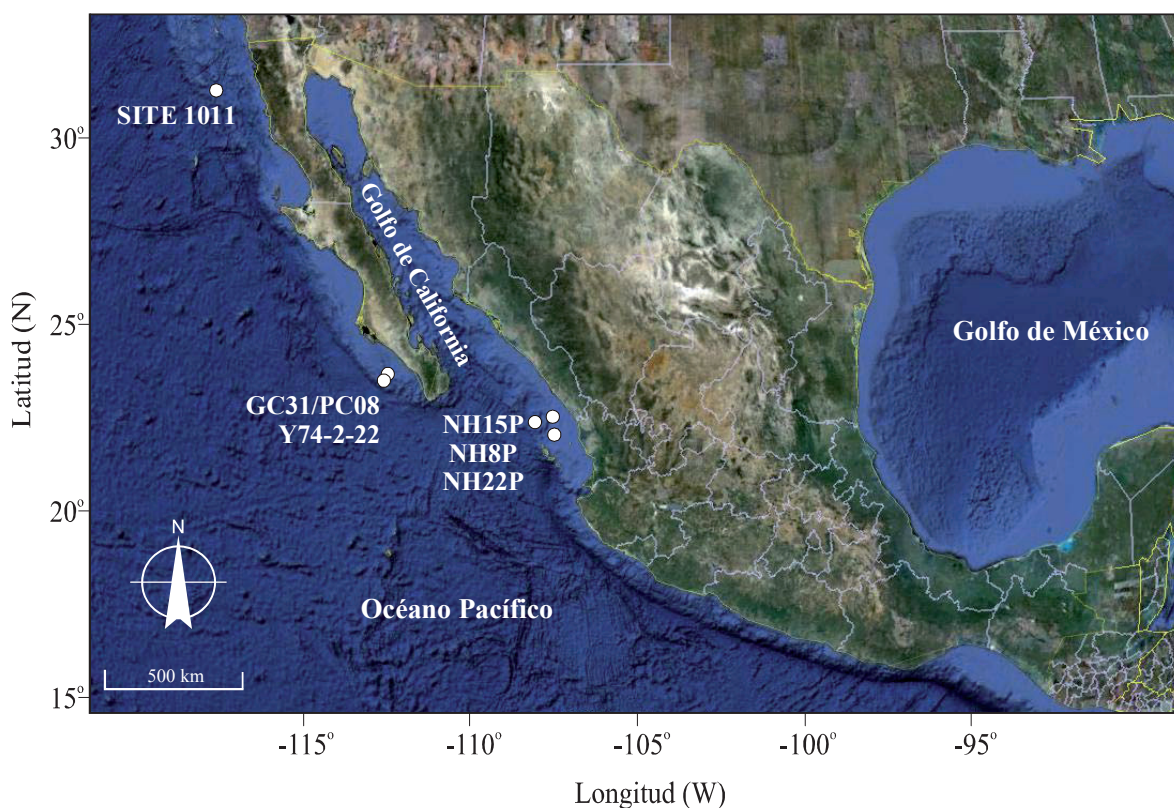 SITE 1011
30°
Golfo de California
25°
Golfo de México
Latitud (N)
GC31/PC08
Y74-2-22
NH15P
NH8P
NH22P
20°
N
Océano Pacífico
500 km
15°
-115° -110° -105° -100° -95°
Longitud (W)